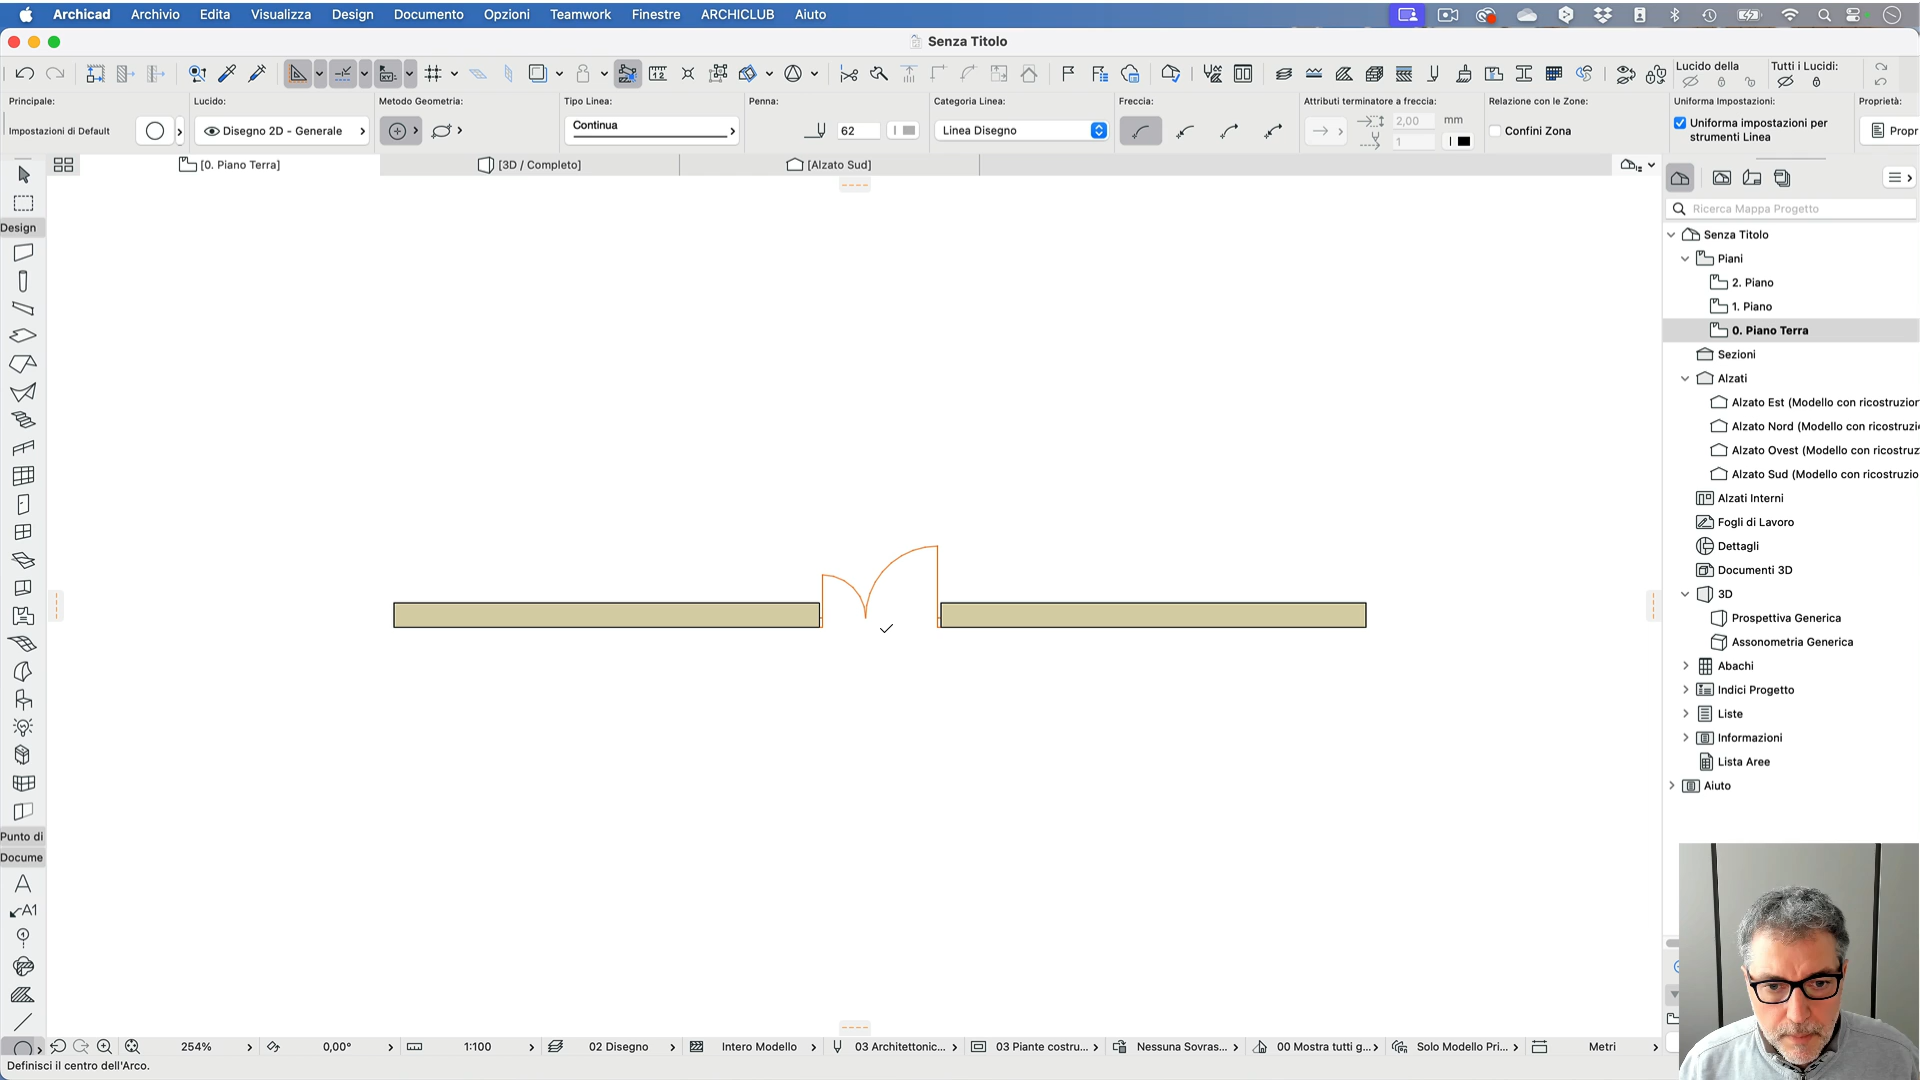 Archicad Archivio Edita Visualizza Design Documento Opzioni Teamwork Finestre ARCHICLUB Aiuto
Senza Titolo
Lucido della Tutti i Lucidi:
Principale: Lucido: Metodo Geometria: Tipo Linea: Penna: Categoria Linea: Freccia: Attributi terminatore a freccia: Relazione con le Zone: Uniforma Impostazioni: Proprietà:
Impostazioni di Default Disegno 2D - Generale Continua 62 Linea Disegno 2,00 mm 1 Confini Zona Uniforma impostazioni per strumenti Linea Propr
[0. Piano Terra] [3D / Completo] [Alzato Sud]
Design
Punto di
Docume
A1
Ricerca Mappa Progetto
Senza Titolo
Piani
2. Piano
1. Piano
0. Piano Terra
Sezioni
Alzati
Alzato Est (Modello con ricostruzion
Alzato Nord (Modello con ricostruzi
Alzato Ovest (Modello con ricostruz
Alzato Sud (Modello con ricostruzio
Alzati Interni
Fogli di Lavoro
Dettagli
Documenti 3D
3D
Prospettiva Generica
Assonometria Generica
Abachi
Indici Progetto
Liste
Informazioni
Lista Aree
Aiuto
254% 0,00° 1:100 02 Disegno Intero Modello 03 Architettonic... 03 Piante costru... Nessuna Sovras... 00 Mostra tutti g... Solo Modello Pri... Metri
Definisci il centro dell'Arco.